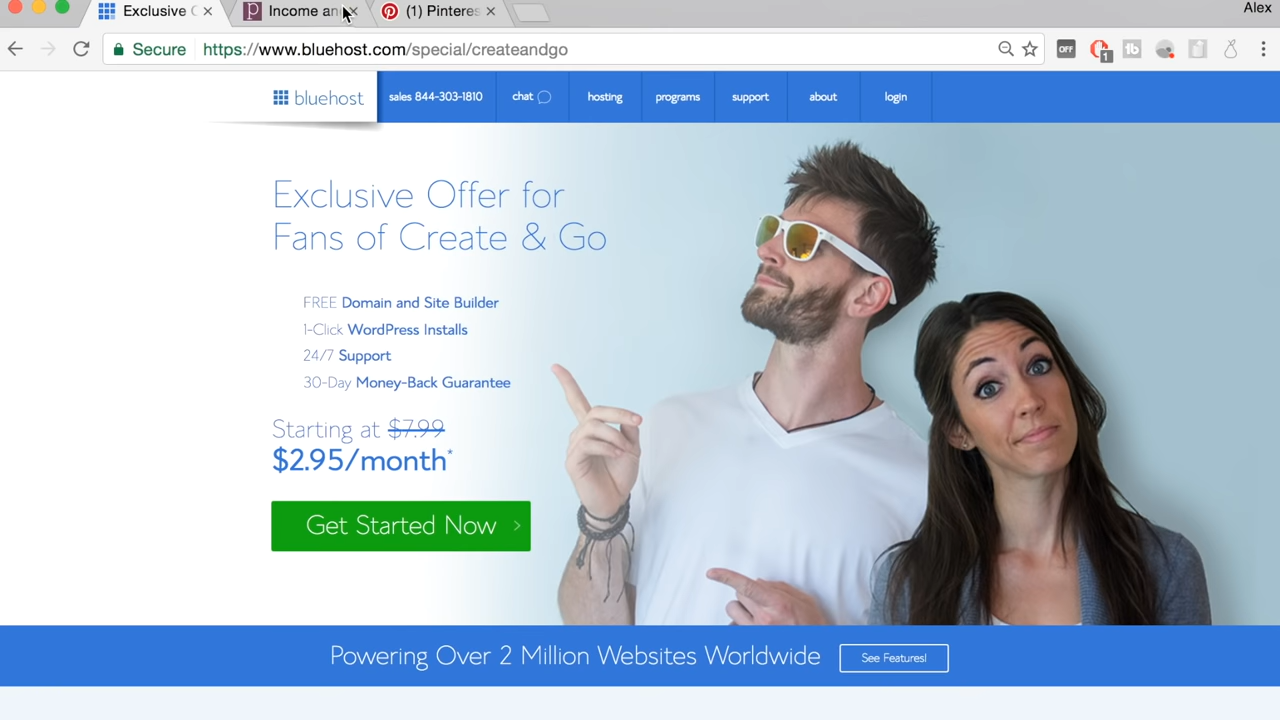 Exclusive O
Income an
(1) Pinteres
Alex
Secure
https://www.bluehost.com/special/createandgo
OFF
1
tb
bluehost
sales 844-303-1810
chat
hosting
programs
support
about
login
Exclusive Offer for
Fans of Create & Go
FREE Domain and Site Builder
1-Click WordPress Installs
24/7 Support
30-Day Money-Back Guarantee
Starting at $7.99
$2.95/month*
Get Started Now
Powering Over 2 Million Websites Worldwide
See Features!